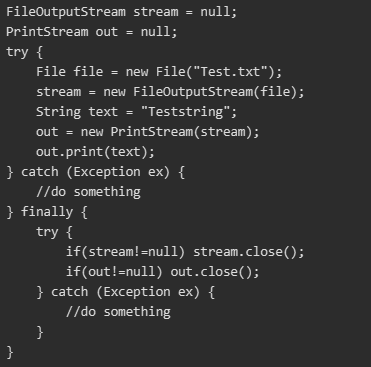 FileOutputStream stream = null;
PrintStream out = null;
try {
    File file = new File("Test.txt");
    stream = new FileOutputStream(file);
    String text = "Teststring";
    out = new PrintStream(stream);
    out.print(text);
} catch (Exception ex) {
    //do something
} finally {
    try {
        if(stream!=null) stream.close();
        if(out!=null) out.close();
    } catch (Exception ex) {
        //do something
    }
}